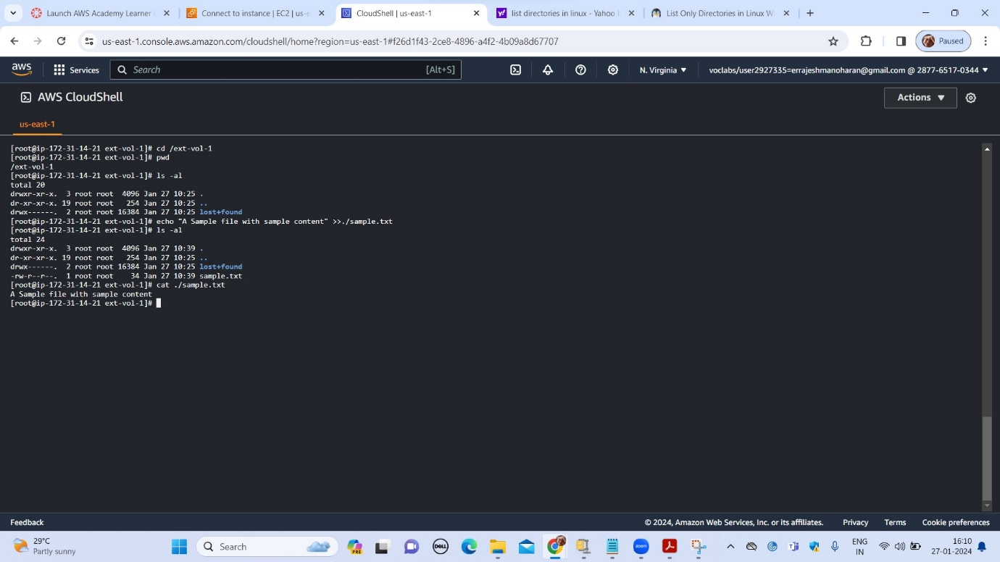 Launch AWS Academy Learner
Connect to instance | EC2 | us-e
CloudShell | us-east-1
list directories in linux - Yahoo
List Only Directories in Linux W
us-east-1.console.aws.amazon.com/cloudshell/home?region=us-east-1#f26d1f43-2ce8-4896-a4f2-4b09a8d67707
Paused
aws
Services
Search
[Alt+S]
N. Virginia
voclabs/user2927335=errajeshmanoharan@gmail.com @ 2877-6517-0344
AWS CloudShell
Actions
us-east-1
[root@ip-172-31-14-21 ext-vol-1]# cd /ext-vol-1
[root@ip-172-31-14-21 ext-vol-1]# pwd
/ext-vol-1
[root@ip-172-31-14-21 ext-vol-1]# ls -al
total 20
drwxr-xr-x.  3 root root  4096 Jan 27 10:25 .
dr-xr-xr-x. 19 root root   254 Jan 27 10:25 ..
drwx------.  2 root root 16384 Jan 27 10:25 lost+found
[root@ip-172-31-14-21 ext-vol-1]# echo "A Sample file with sample content" >>./sample.txt
[root@ip-172-31-14-21 ext-vol-1]# ls -al
total 24
drwxr-xr-x.  3 root root  4096 Jan 27 10:39 .
dr-xr-xr-x. 19 root root   254 Jan 27 10:25 ..
drwx------.  2 root root 16384 Jan 27 10:25 lost+found
-rw-r--r--.  1 root root    34 Jan 27 10:39 sample.txt
[root@ip-172-31-14-21 ext-vol-1]# cat ./sample.txt
A Sample file with sample content
[root@ip-172-31-14-21 ext-vol-1]#
Feedback
© 2024, Amazon Web Services, Inc. or its affiliates.
Privacy
Terms
Cookie preferences
29°C
Partly sunny
Search
PRE
DELL
zoom
ENG
IN
16:10
27-01-2024